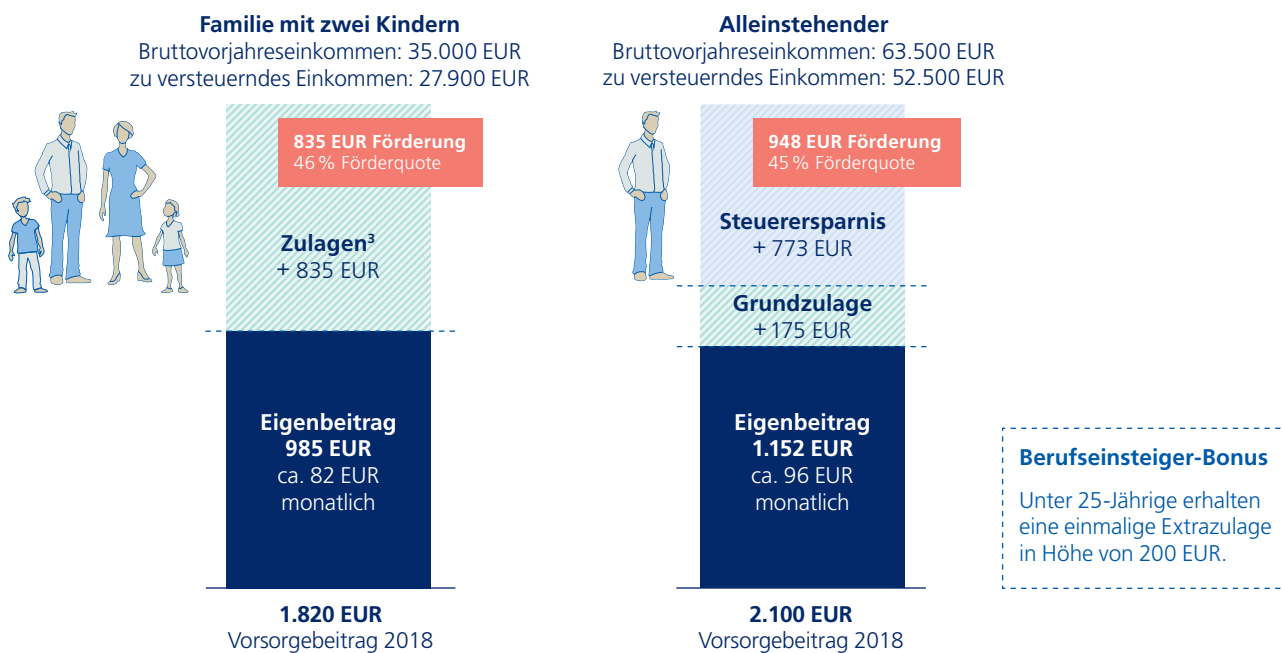 Familie mit zwei Kindern
Bruttovorjahreseinkommen: 35.000 EUR
zu versteuerndes Einkommen: 27.900 EUR
835 EUR Förderung
46 % Förderquote
Zulagen³
+ 835 EUR
Eigenbeitrag
985 EUR
ca. 82 EUR
monatlich
1.820 EUR
Vorsorgebeitrag 2018
Alleinstehender
Bruttovorjahreseinkommen: 63.500 EUR
zu versteuerndes Einkommen: 52.500 EUR
948 EUR Förderung
45 % Förderquote
Steuerersparnis
+ 773 EUR
Grundzulage
+ 175 EUR
Eigenbeitrag
1.152 EUR
ca. 96 EUR
monatlich
2.100 EUR
Vorsorgebeitrag 2018
Berufseinsteiger-Bonus
Unter 25-Jährige erhalten
eine einmalige Extrazulage
in Höhe von 200 EUR.